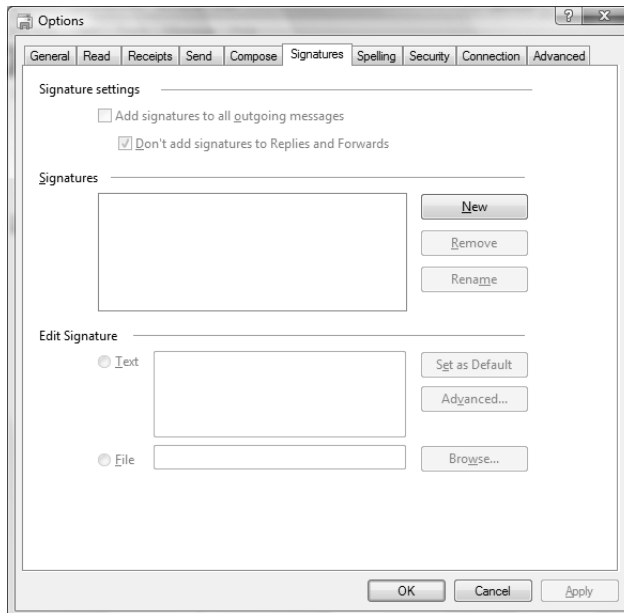 Options
General Read Receipts Send Compose Signatures Spelling Security Connection Advanced
Signature settings
Add signatures to all outgoing messages
Don't add signatures to Replies and Forwards
Signatures
New
Remove
Rename
Edit Signature
Text
Set as Default
Advanced...
File
Browse...
OK Cancel Apply